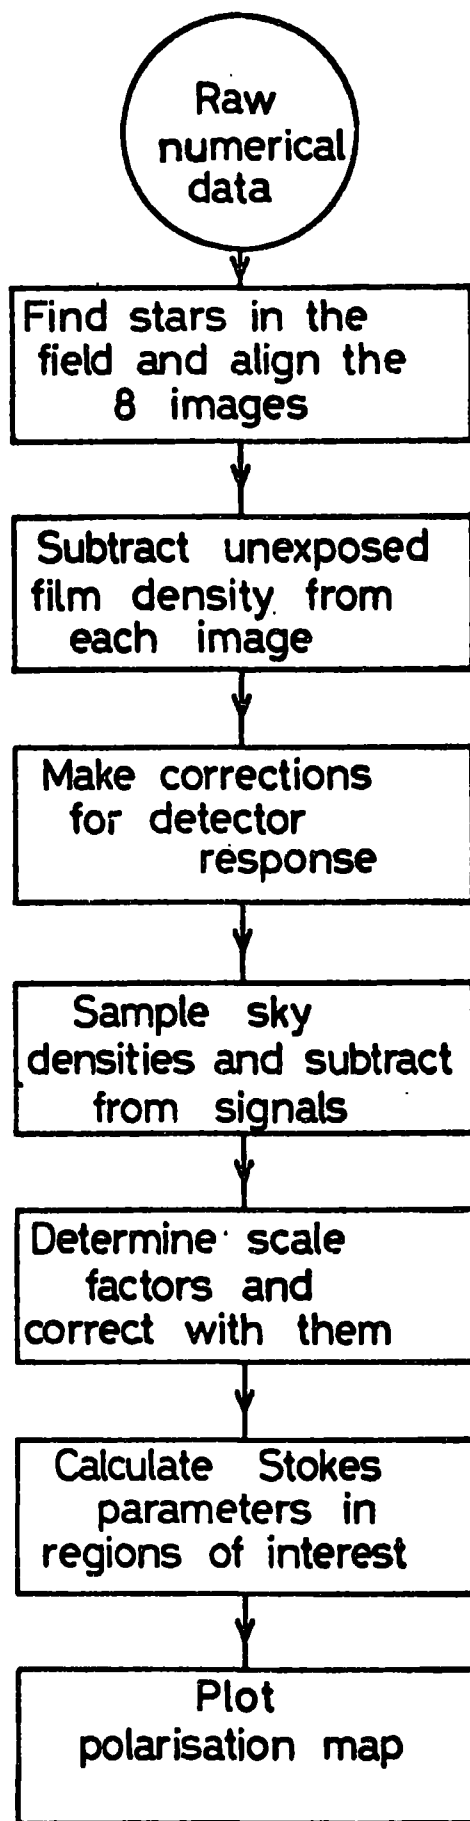 Raw
numerical
data
Find stars in the
field and align the
8 images
Subtract unexposed
film density from
each image
Make corrections
for detector
response
Sample sky
densities and subtract
from signals
Determine scale
factors and
correct with them
Calculate Stokes
parameters in
regions of interest
Plot
polarisation map